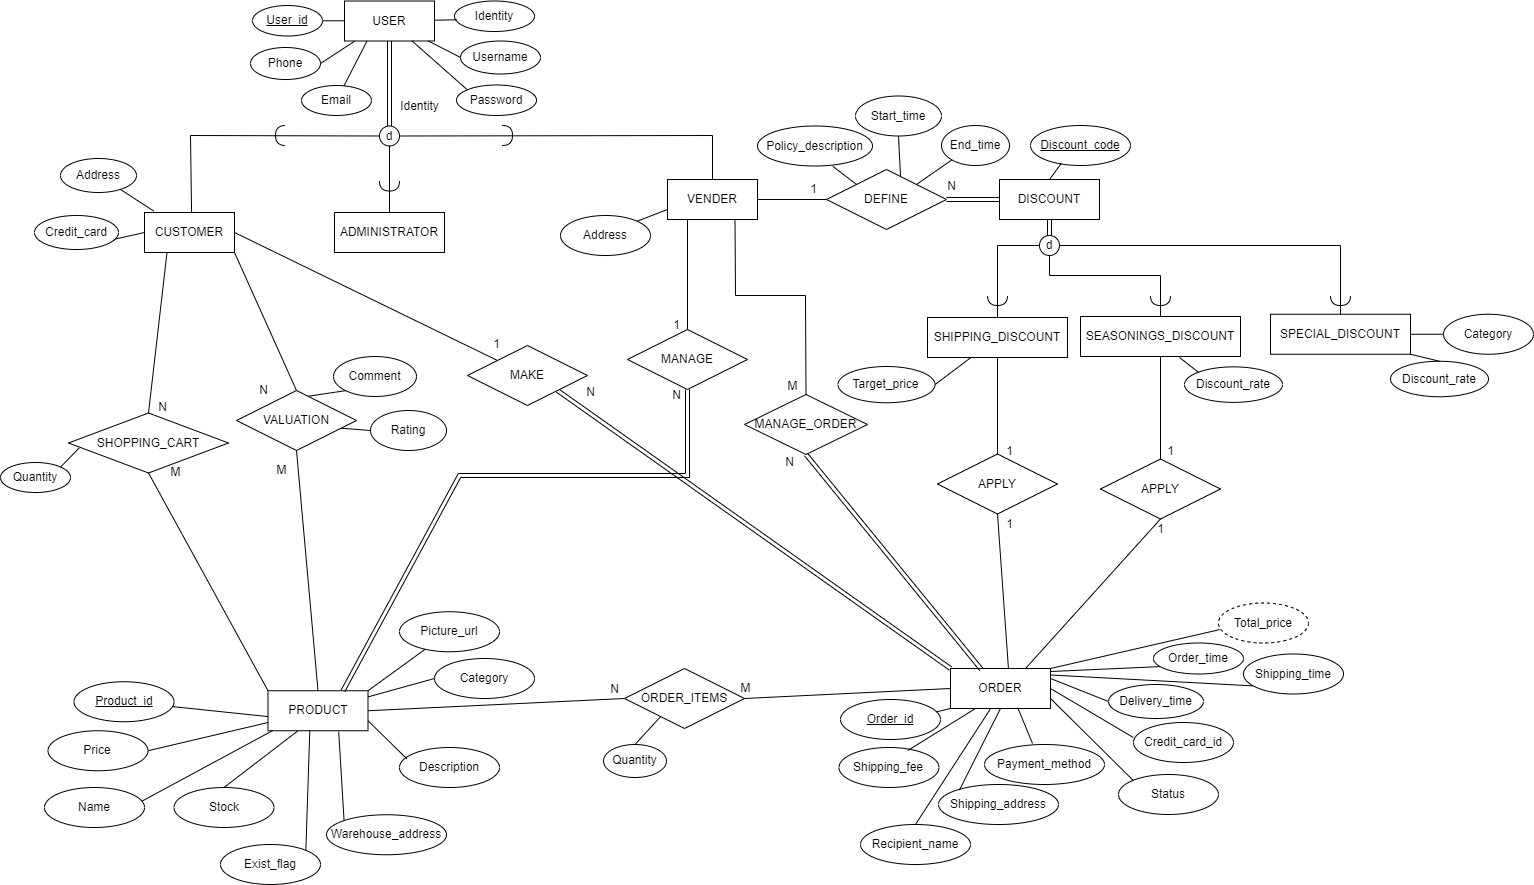 User_id
USER
Identity
Phone
Username
Email
Identity
Password
d
Address
Credit_card
CUSTOMER
ADMINISTRATOR
VENDER
Address
1
Policy_description
Start_time
End_time
DEFINE
N
Discount_code
DISCOUNT
d
SHIPPING_DISCOUNT
SEASONINGS_DISCOUNT
SPECIAL_DISCOUNT
Category
Target_price
Discount_rate
Discount_rate
1
MAKE
N
1
MANAGE
N
M
MANAGE_ORDER
N
N
SHOPPING_CART
M
Quantity
N
VALUATION
M
Comment
Rating
1
APPLY
1
1
APPLY
1
Picture_url
Category
Product_id
PRODUCT
Price
Description
Name
Stock
Warehouse_address
Exist_flag
N
ORDER_ITEMS
M
Quantity
ORDER
Total_price
Order_time
Shipping_time
Delivery_time
Order_id
Credit_card_id
Shipping_fee
Payment_method
Status
Shipping_address
Recipient_name